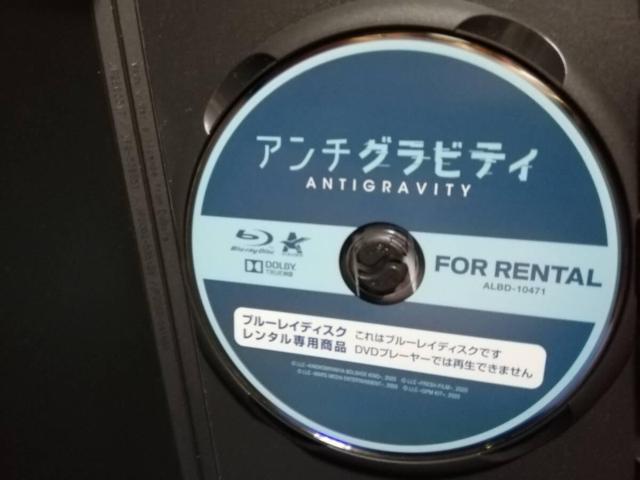 アンチグラビティ
ANTIGRAVITY
Blu-ray Disc
DOLBY
TRUEHD
FOR RENTAL
ALBD-10471
ブルーレイディスク
レンタル専用商品
これはブルーレイディスクです
DVDプレーヤーでは再生できません